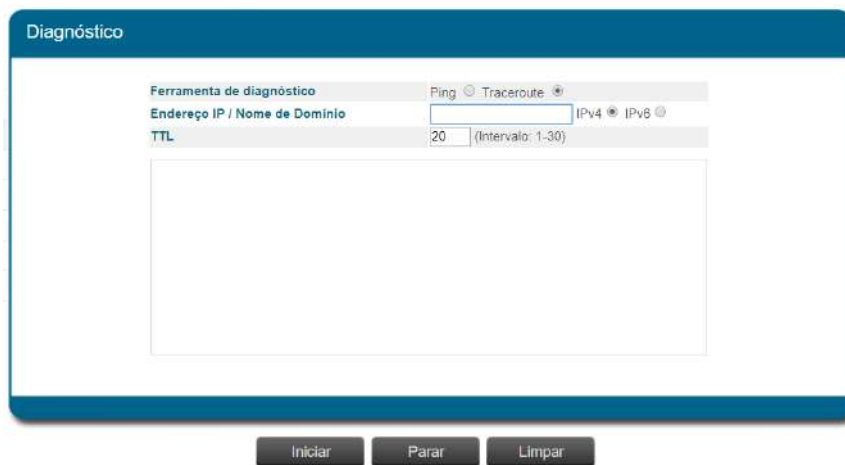 Diagnóstico
Ferramenta de diagnóstico Ping Traceroute
Endereço IP / Nome de Domínio IPv4 IPv6
TTL 20 (Intervalo: 1-30)
Iniciar Parar Limpar